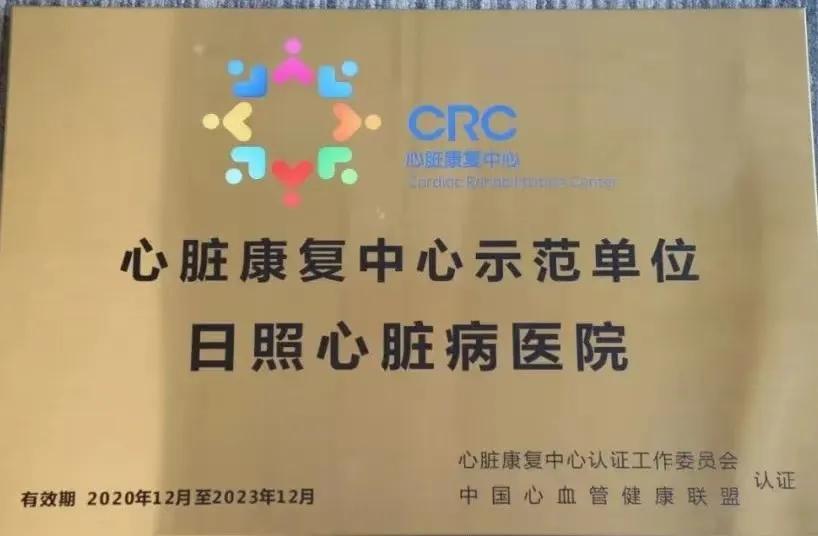 CRC
心脏康复中心
Cardiac Rehabilitation Center
心脏康复中心示范单位
日照心脏病医院
心脏康复中心认证工作委员会
中国心血管健康联盟
认证
有效期 2020年12月至2023年12月